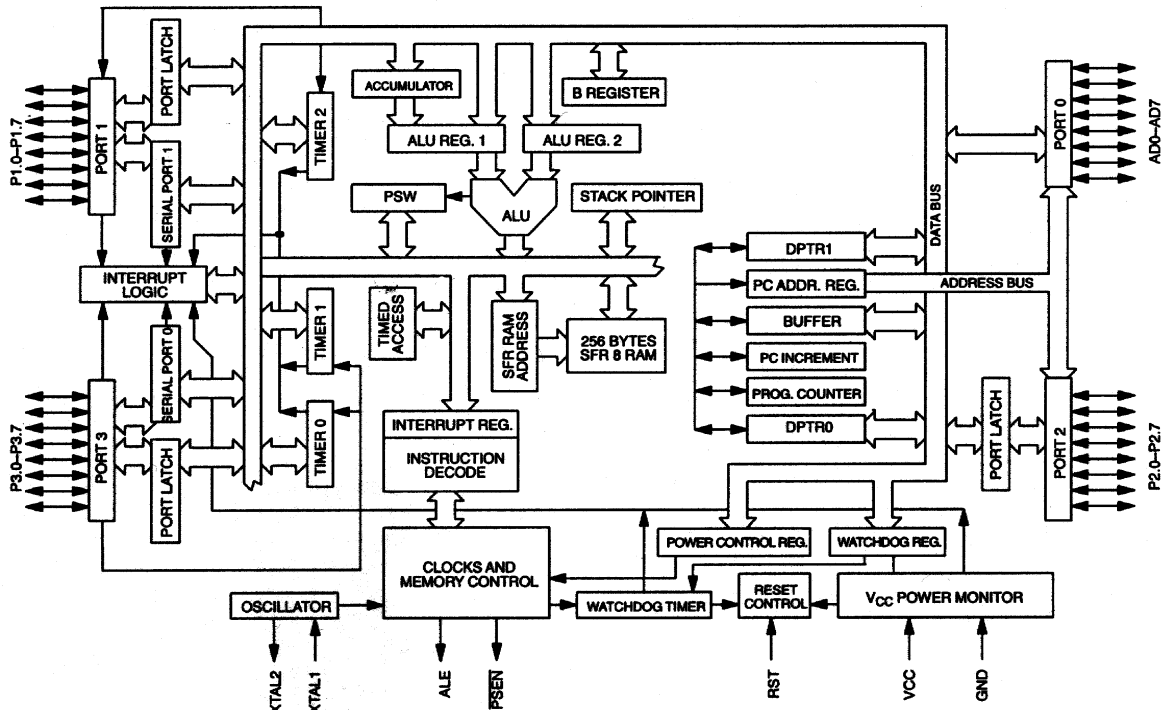 P1.0–P1.7
PORT 1
PORT LATCH
SERIAL PORT 1
TIMER 2
ACCUMULATOR
B REGISTER
ALU REG. 1
ALU REG. 2
PSW
ALU
STACK POINTER
DATA BUS
PORT 0
AD0–AD7
INTERRUPT
LOGIC
TIMER 1
TIMED
ACCESS
SFR RAM
ADDRESS
256 BYTES
SFR 8 RAM
DPTR1
PC ADDR. REG.
ADDRESS BUS
BUFFER
PC INCREMENT
PROG. COUNTER
DPTR0
SERIAL PORT 0
P3.0–P3.7
PORT 3
PORT LATCH
TIMER 0
INTERRUPT REG.
INSTRUCTION
DECODE
PORT LATCH
PORT 2
P2.0–P2.7
CLOCKS AND
MEMORY CONTROL
POWER CONTROL REG.
WATCHDOG REG.
OSCILLATOR
WATCHDOG TIMER
RESET
CONTROL
VCC POWER MONITOR
XTAL2
XTAL1
ALE
PSEN
RST
VCC
GND